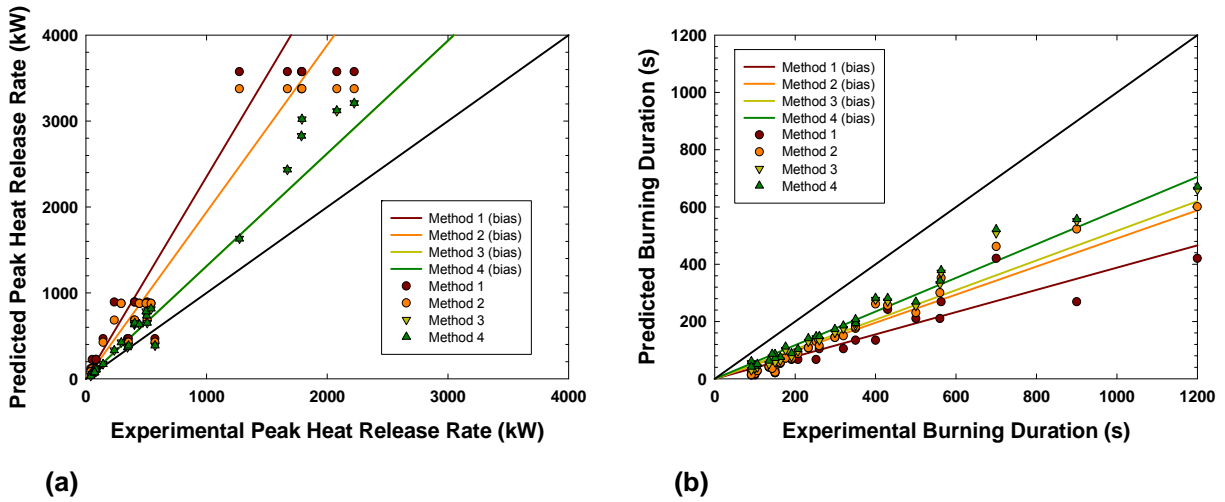 Predicted Peak Heat Release Rate (kW)
4000
3000
2000
1000
0
0 1000 2000 3000 4000
Experimental Peak Heat Release Rate (kW)
Method 1 (bias)
Method 2 (bias)
Method 3 (bias)
Method 4 (bias)
Method 1
Method 2
Method 3
Method 4
(a)
Predicted Burning Duration (s)
1200
1000
800
600
400
200
0
0 200 400 600 800 1000 1200
Experimental Burning Duration (s)
Method 1 (bias)
Method 2 (bias)
Method 3 (bias)
Method 4 (bias)
Method 1
Method 2
Method 3
Method 4
(b)